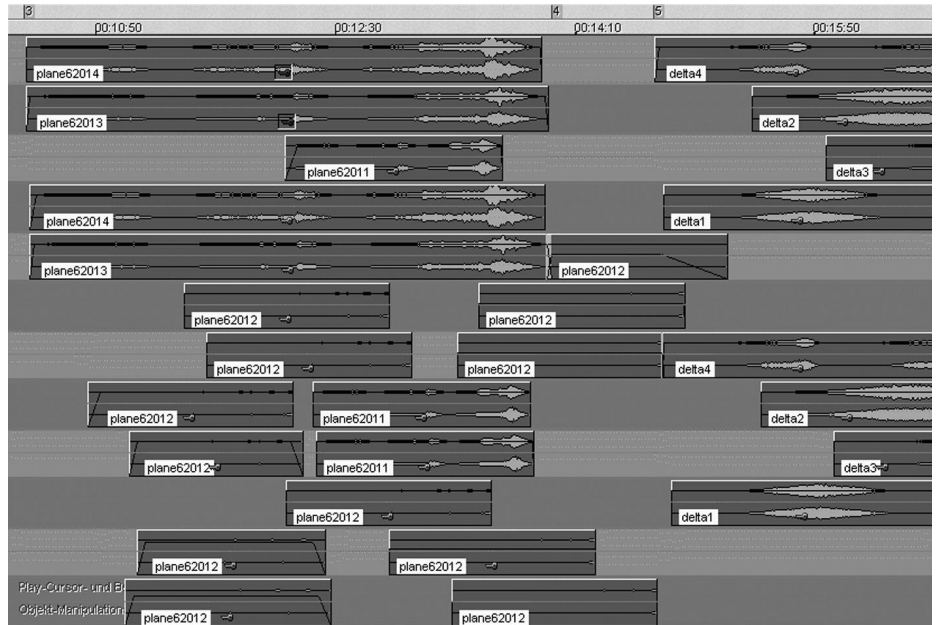 3 4 5
00:10:50 00:12:30 00:14:10 00:15:50
plane62014 delta4
plane62013 delta2
plane62011 delta3
plane62014 delta1
plane62013 plane62012
plane62012 plane62012
plane62012 plane62012 delta4
plane62012 plane62011 delta2
plane62012 plane62011 delta3
plane62012 delta1
plane62012 plane62012
Play-Cursor- und
Objekt-Manipulation
plane62012 plane62012